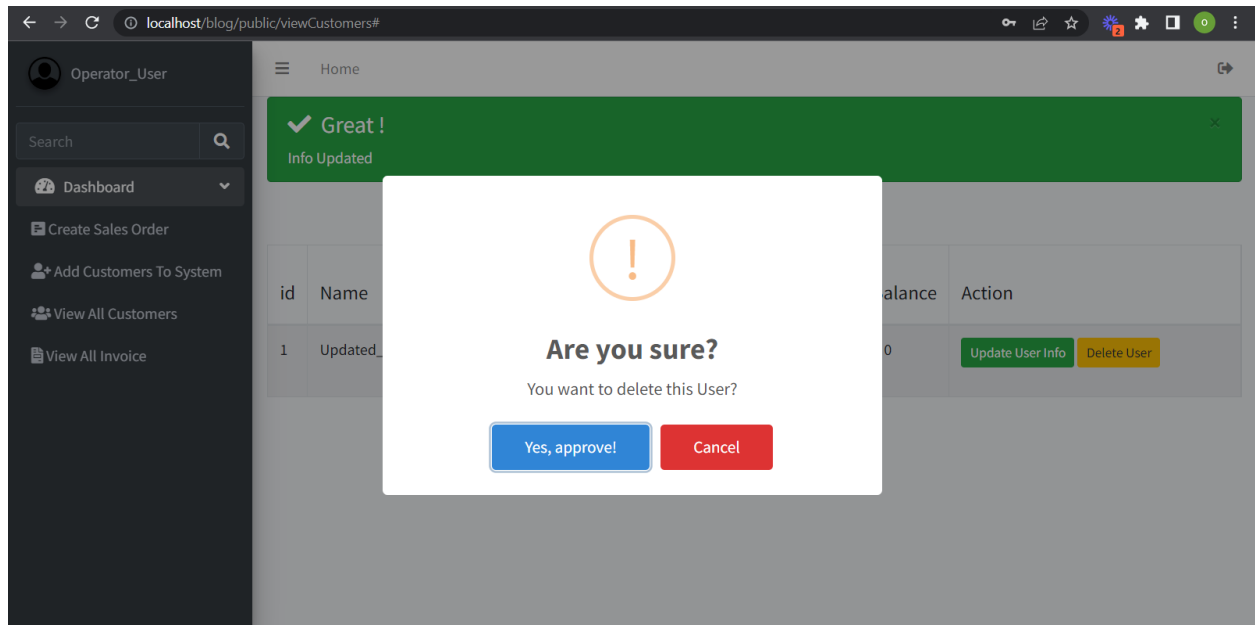 localhost/blog/public/viewCustomers#
2
o
Operator_User
Home
Search
Great !
Info Updated
Dashboard
Create Sales Order
Add Customers To System
View All Customers
View All Invoice
id Name alance Action
1 Updated_ 0 Update User Info Delete User
!
Are you sure?
You want to delete this User?
Yes, approve! Cancel